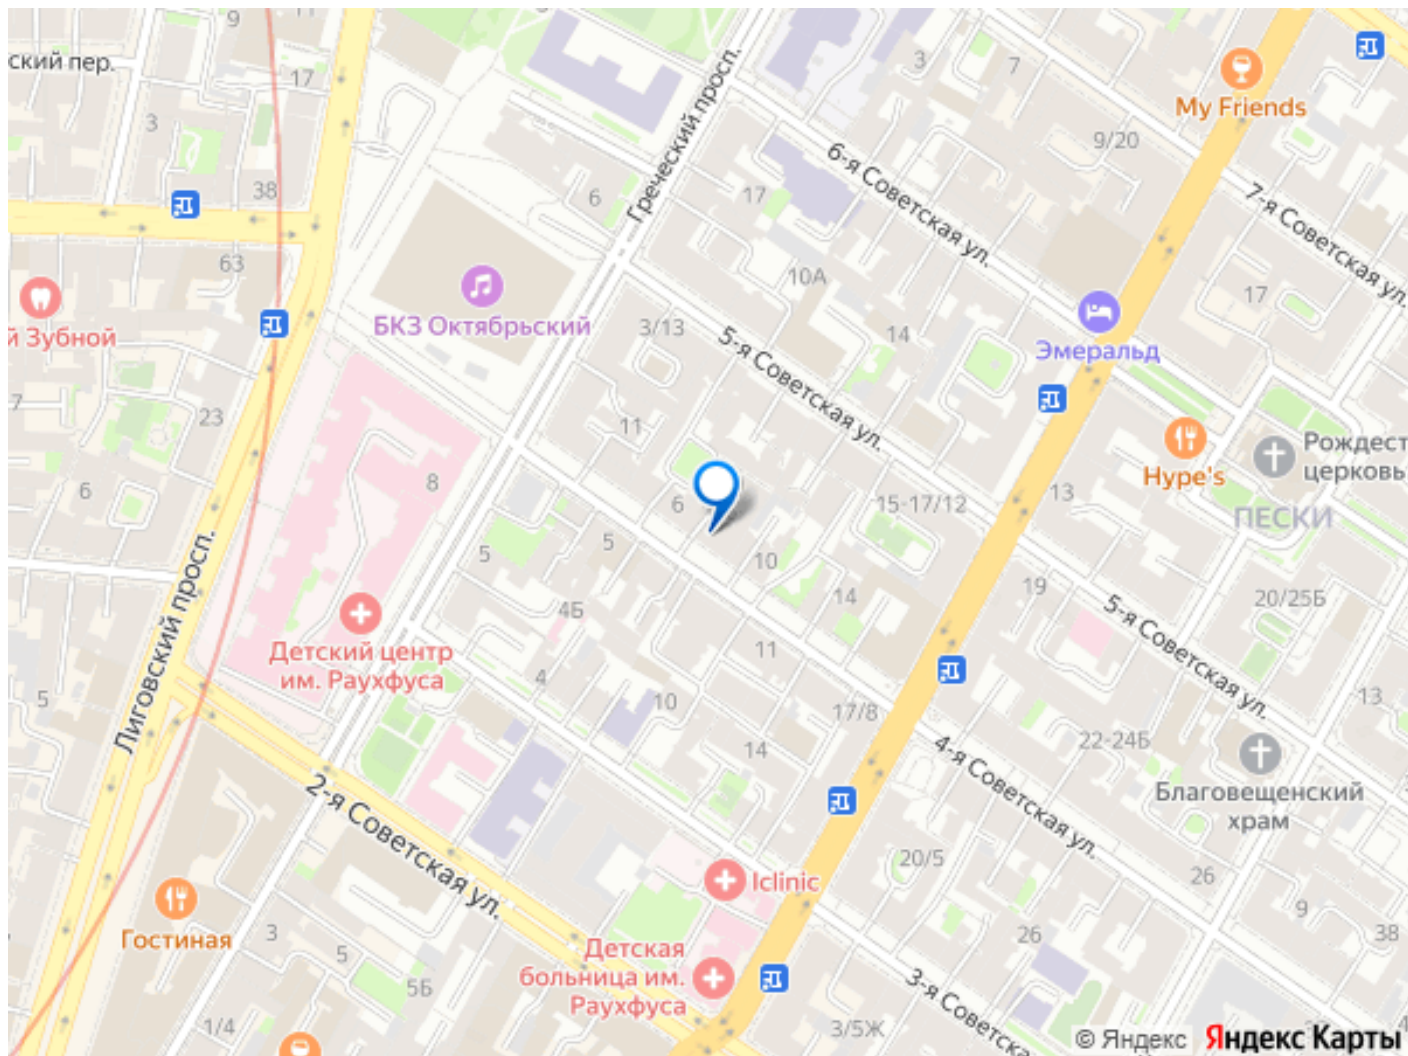 9
ский пер.
17
3
7
3
My Friends
9/20
38
6
Греческий просп.
17
6-я Советская ул.
7-я Советская ул.
63
10А
17
й Зубной
БКЗ Октябрьский
3/13
14
5-я Советская ул.
Эмеральд
7
23
11
Рождест
церковь
Hype's
6
8
6
15-17/12
13
ПЕСКИ
Лиговский просп.
5
5
10
19
20/25Б
4Б
14
5-я Советская ул.
Детский центр
им. Раухфуса
11
4
5
10
17/8
13
14
22-24Б
4-я Советская ул.
2-я Советская ул.
Благовещенский
храм
20/5
26
Iclinic
9
Гостиная
3
5
26
38
Детская
больница им.
Раухфуса
5Б
3-я Советска
1/4
3/5Ж
© Яндекс Яндекс Карты